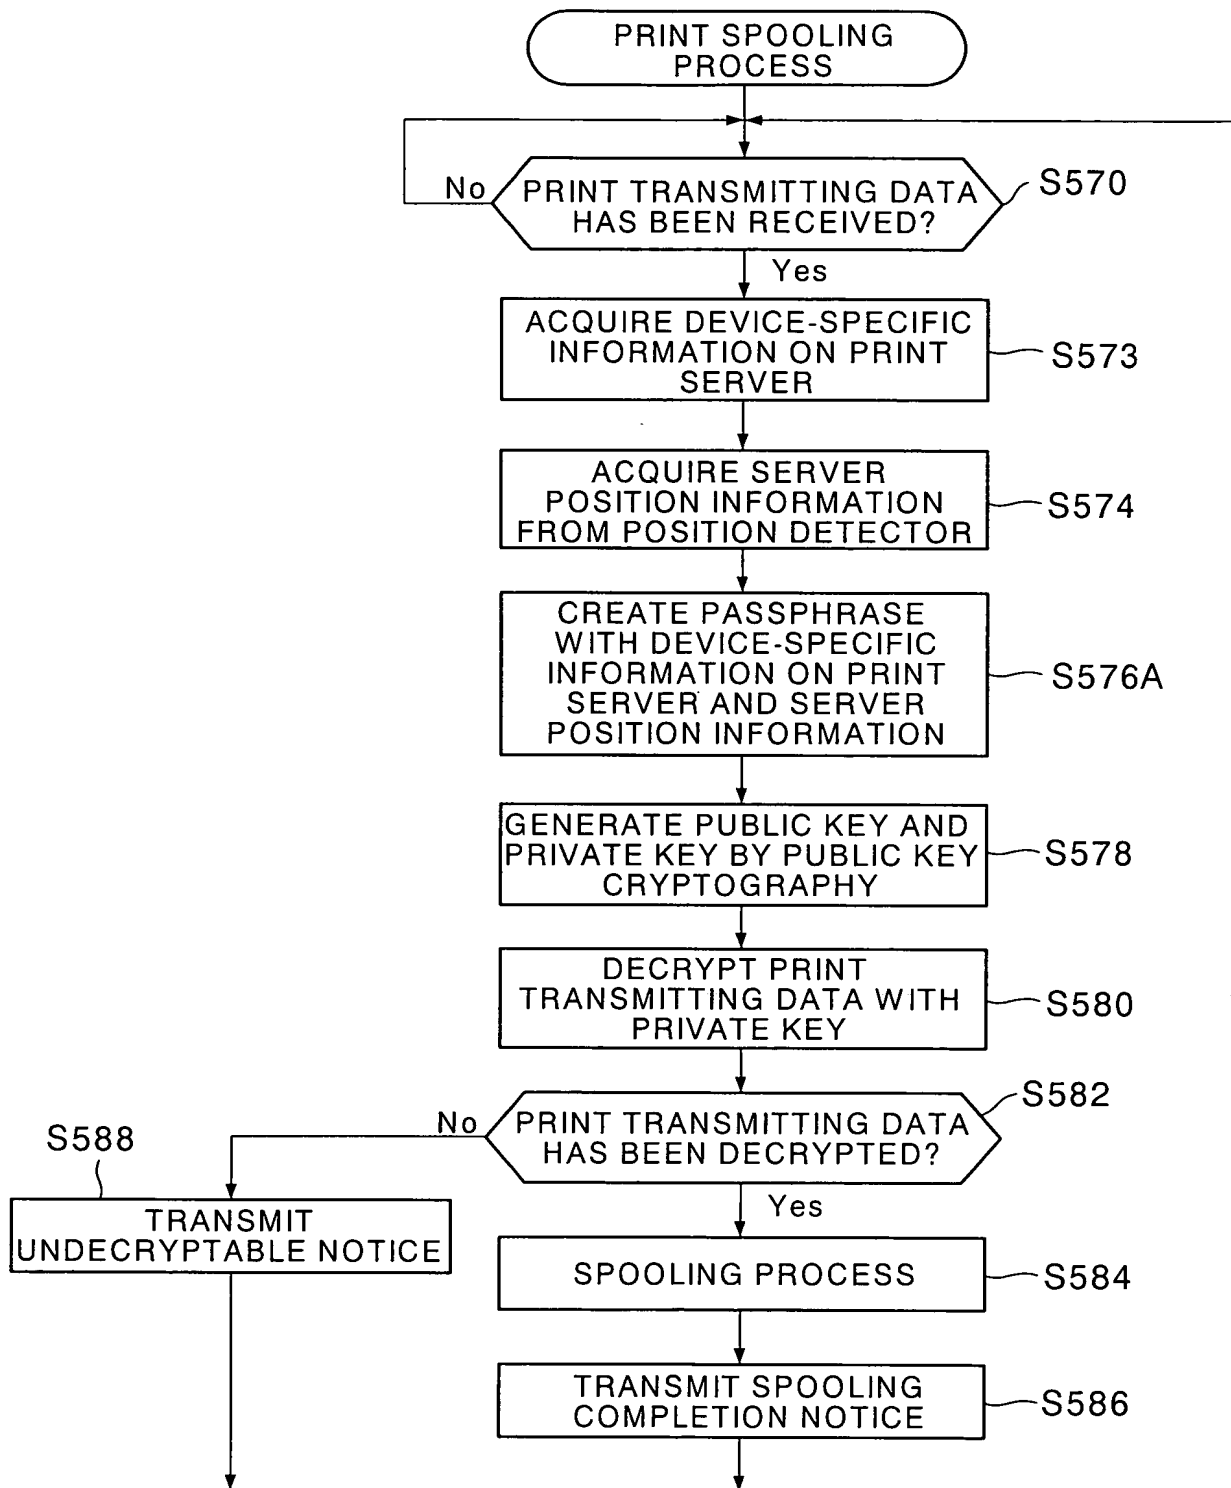 PRINT SPOOLING
PROCESS
No
PRINT TRANSMITTING DATA
HAS BEEN RECEIVED?
S570
Yes
ACQUIRE DEVICE-SPECIFIC
INFORMATION ON PRINT
SERVER
S573
ACQUIRE SERVER
POSITION INFORMATION
FROM POSITION DETECTOR
S574
CREATE PASSPHRASE
WITH DEVICE-SPECIFIC
INFORMATION ON PRINT
SERVER AND SERVER
POSITION INFORMATION
S576A
GENERATE PUBLIC KEY AND
PRIVATE KEY BY PUBLIC KEY
CRYPTOGRAPHY
S578
DECRYPT PRINT
TRANSMITTING DATA WITH
PRIVATE KEY
S580
No
PRINT TRANSMITTING DATA
HAS BEEN DECRYPTED?
S582
S588
TRANSMIT
UNDECRYPTABLE NOTICE
Yes
SPOOLING PROCESS
S584
TRANSMIT SPOOLING
COMPLETION NOTICE
S586